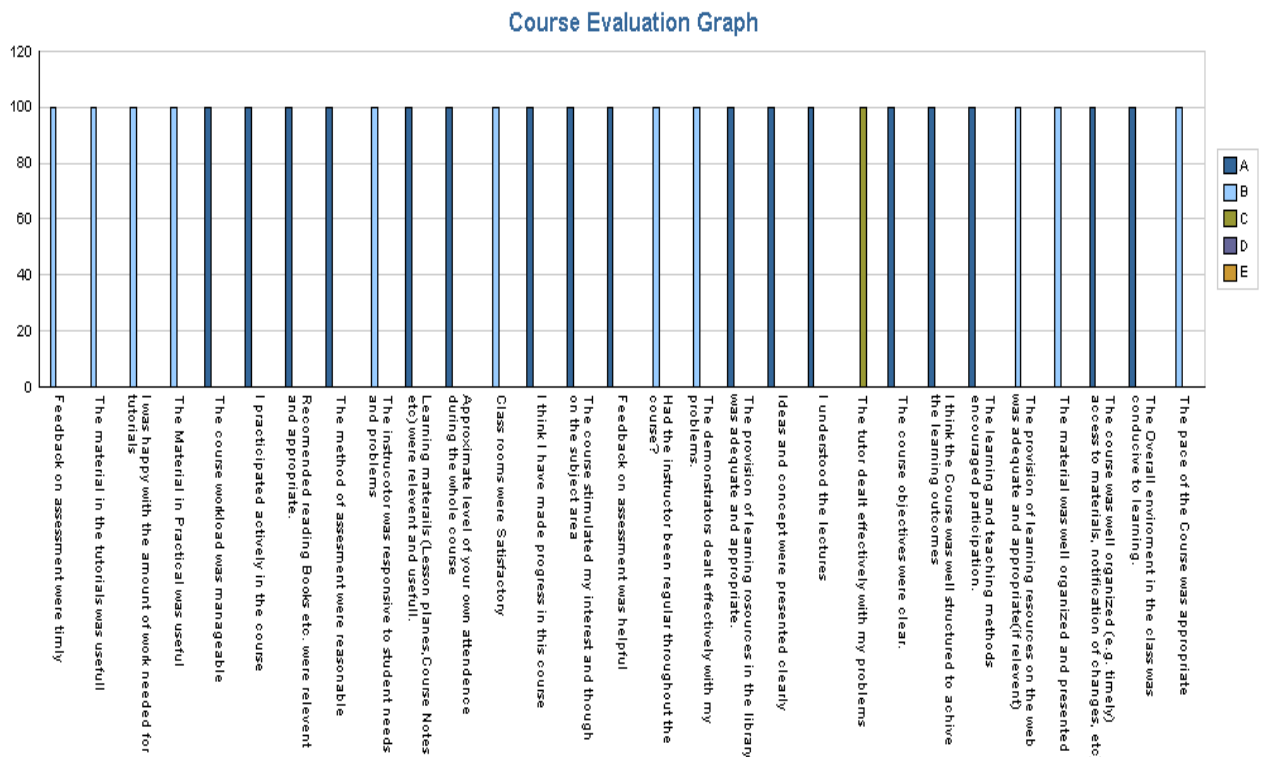 Course Evaluation Graph
120
100
80
60
40
20
0
A
B
C
D
E
Feedback on assessment were timly
The material in the tutorials was usefull
I was happy with the amount of work needed for
tutorials
The Material in Practical was useful
The course workload was manageable
I practicipated actively in the course
Recomended reading Books etc. were relevent
and appropriate.
The method of assesment were reasonable
The instrucotor was responsive to student needs
and problems
Learning materails (Lesson planes,Course Notes
etc) were relevent and usefull.
Approximate level of your own attendence
during the whole course
Class rooms were Satisfactory
I think I have made progress in this course
The course stimulated my interest and though
on the subject area
Feedback on assessment was helpful
Had the instructor been regular throughout the
course?
The demonstrators dealt effectively with my
problems.
The provision of learning rosources in the library
was adequate and appropriate.
Ideas and concept were presented clearly
I understood the lectures
The tutor dealt effectively with my problems
The course objectives were clear.
I think the Course was well structured to achive
the learning outcomes
The learning and teaching methods
encouraged participation.
The provision of learning resources on the web
was adequate and appropriate(if relevent)
The material was well organized and presented
The course was well organized (e.g. timely)
access to materials, notification of changes, etc
The Overall enviroment in the class was
conducive to learning.
The pace of the Course was appropriate